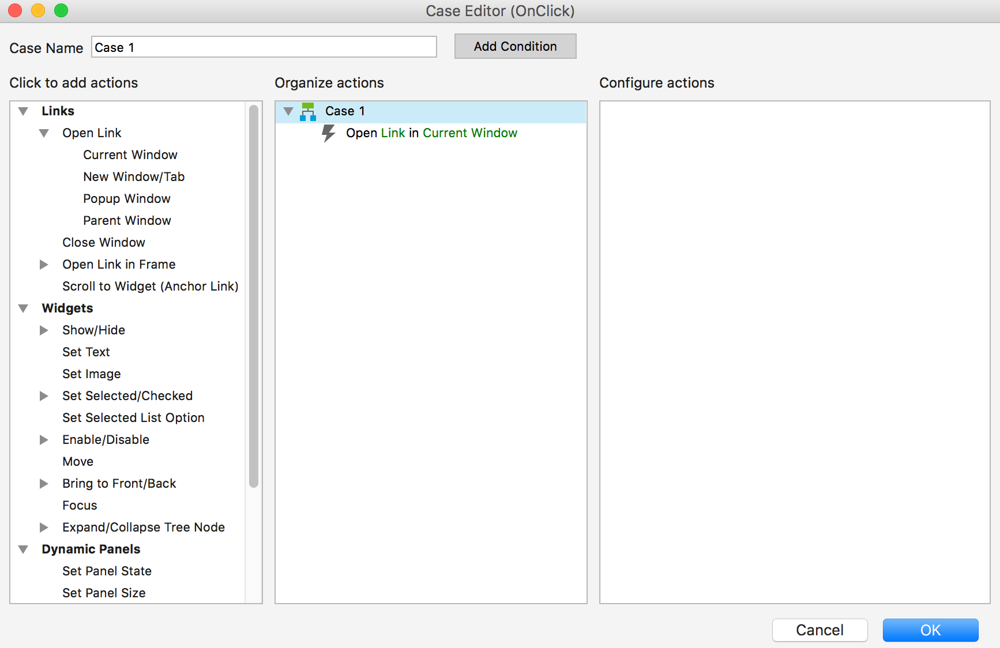 Case Editor (OnClick)
Case Name
Case 1
Add Condition
Click to add actions
Links
Open Link
Current Window
New Window/Tab
Popup Window
Parent Window
Close Window
Open Link in Frame
Scroll to Widget (Anchor Link)
Widgets
Show/Hide
Set Text
Set Image
Set Selected/Checked
Set Selected List Option
Enable/Disable
Move
Bring to Front/Back
Focus
Expand/Collapse Tree Node
Dynamic Panels
Set Panel State
Set Panel Size
Organize actions
Case 1
Open Link in Current Window
Configure actions
Cancel
OK